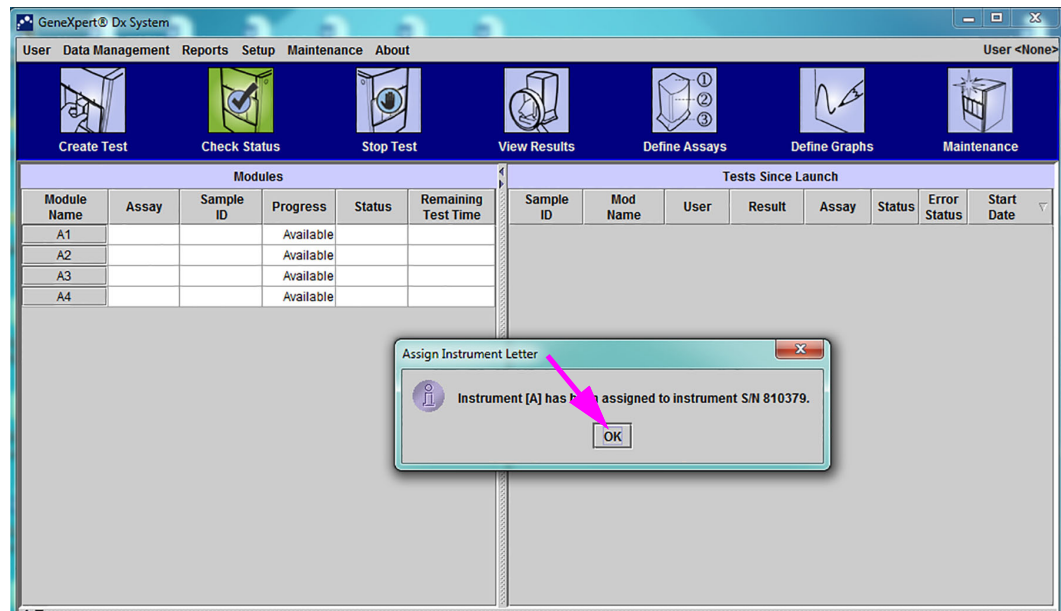 GeneXpert® Dx System
User Data Management Reports Setup Maintenance About User <None>
Create Test Check Status Stop Test View Results Define Assays Define Graphs Maintenance
1
2
3
Modules Tests Since Launch
Module Name Assay Sample ID Progress Status Remaining Test Time Sample ID Mod Name User Result Assay Status Error Status Start Date
A1 Available
A2 Available
A3 Available
A4 Available
Assign Instrument Letter
Instrument [A] has assigned to instrument S/N 810379.
OK